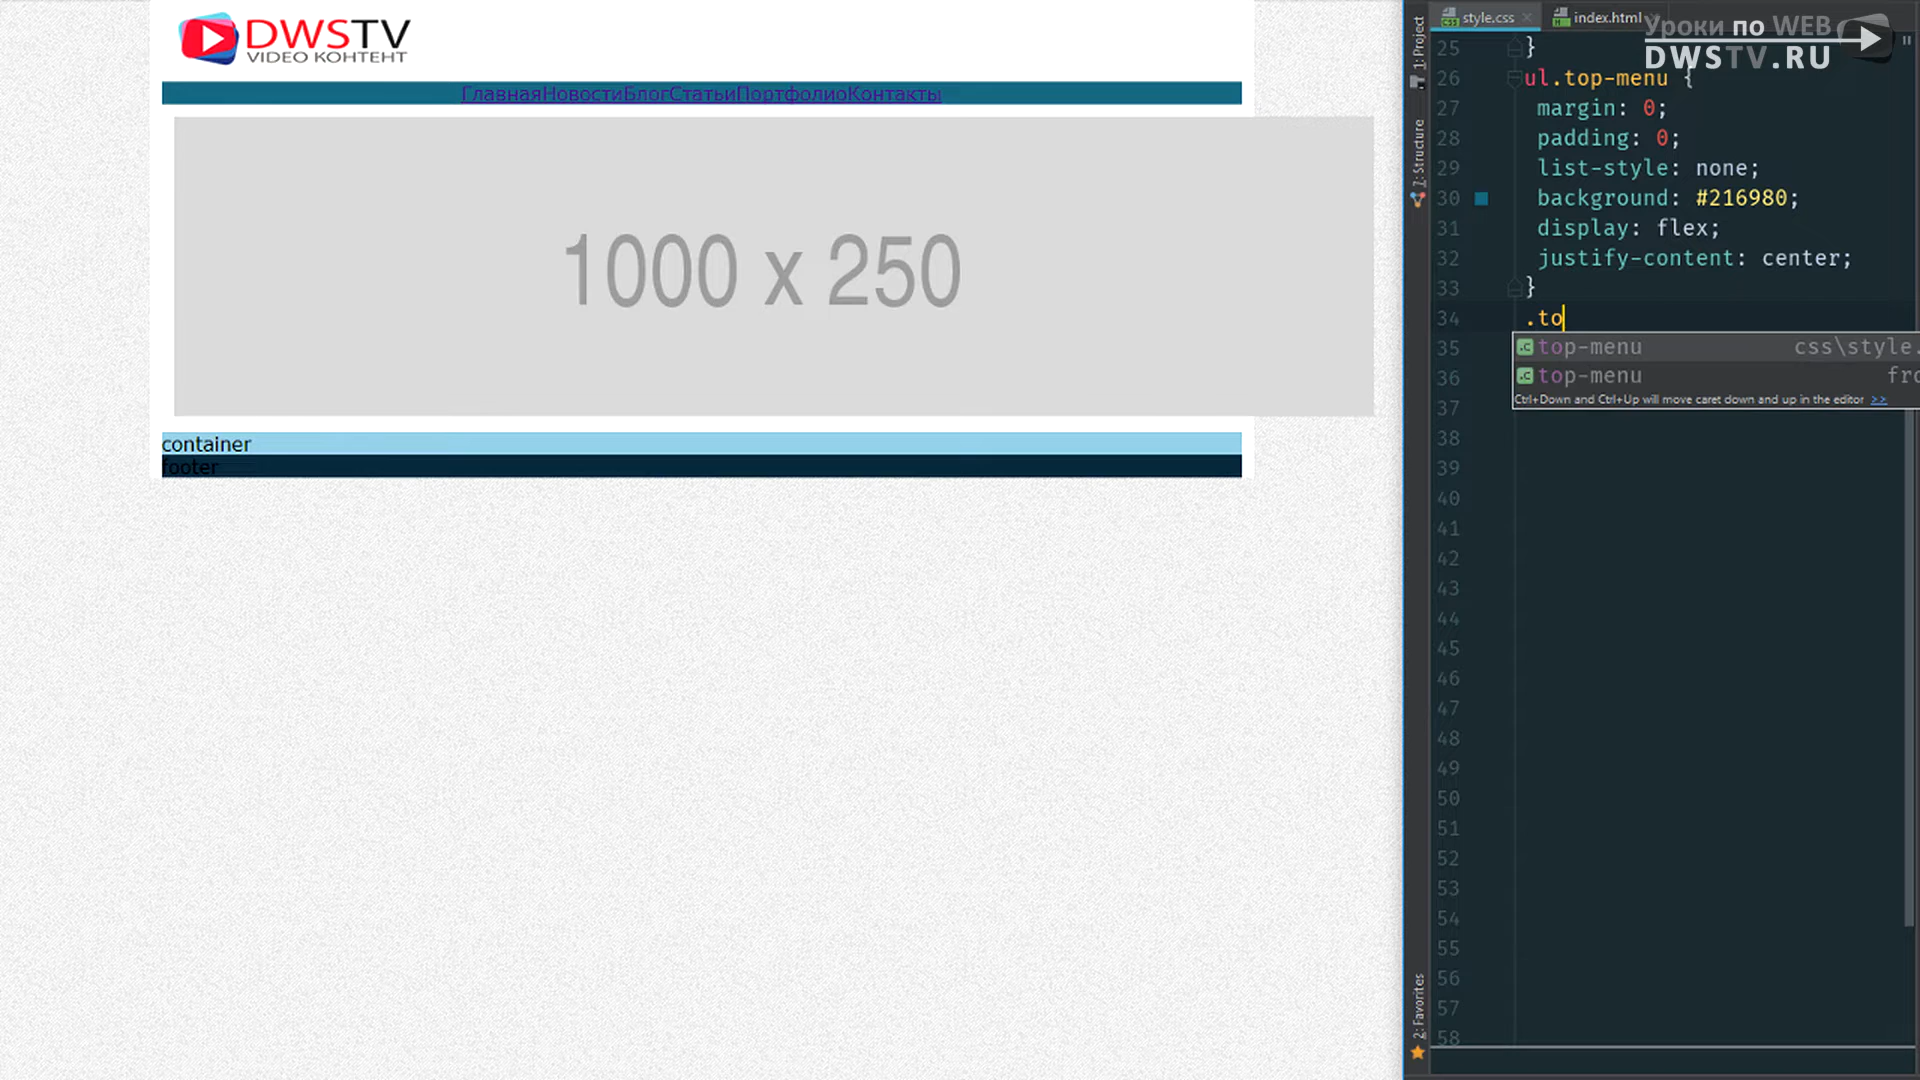 DWSTV
VIDEO КОНТЕНТ
ГлавнаяНовостиБлогСтатьиПортфолиоКонтакты
1000 x 250
container
footer
1: Project
7: Structure
2: Favorites
style.css
index.html
Уроки по WEB
DWSTV.RU
25 }
26 ul.top-menu {
27 margin: 0;
28 padding: 0;
29 list-style: none;
30 background: #216980;
31 display: flex;
32 justify-content: center;
33 }
34 .to
35
36
37
38
39
40
41
42
43
44
45
46
47
48
49
50
51
52
53
54
55
56
57
58
top-menu css\style.
top-menu fro
Ctrl+Down and Ctrl+Up will move caret down and up in the editor >>